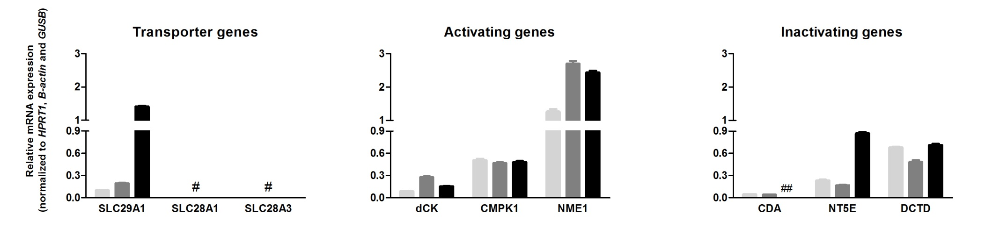 Relative mRNA expression
(normalized to HPRT1, B-actin and GUSB)
Transporter genes
3
2
1
0.9
0.6
0.3
0.0
# #
SLC29A1 SLC28A1 SLC28A3
Activating genes
3
2
1
0.9
0.6
0.3
0.0
dCK CMPK1 NME1
Inactivating genes
3
2
1
0.9
0.6
0.3
0.0
##
CDA NT5E DCTD